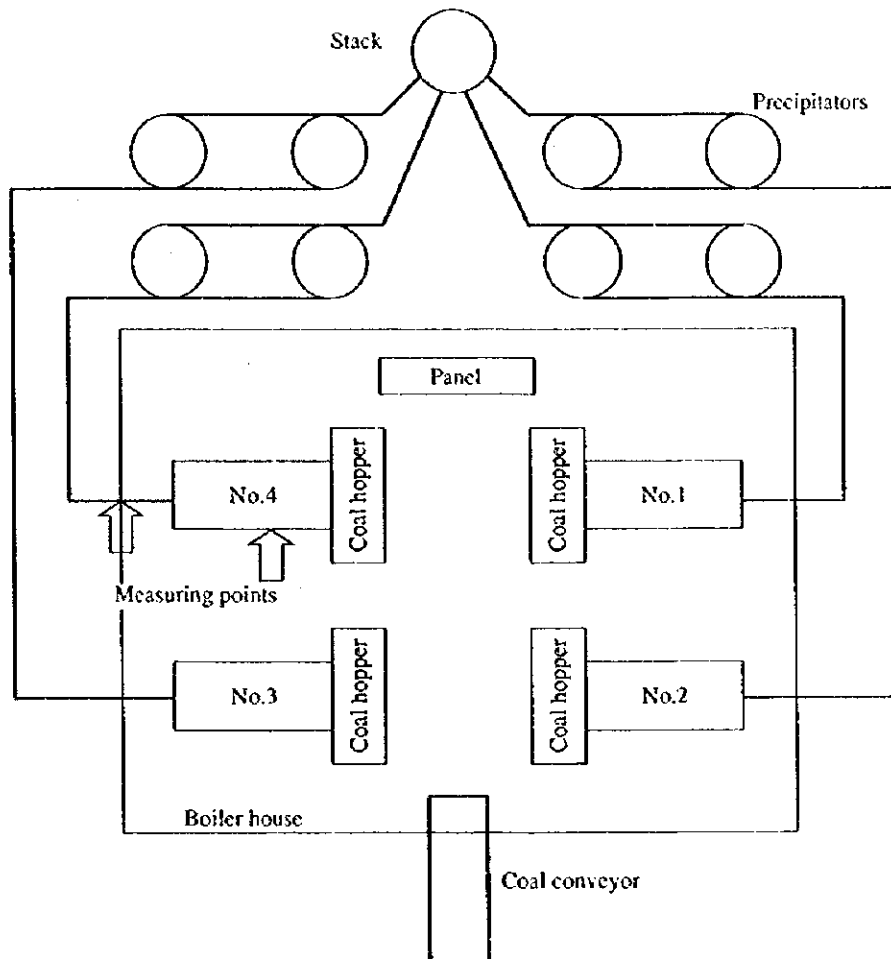 Stack
Precipitators
Panel
Coal hopper
No.4
Coal hopper
No.1
Measuring points
Coal hopper
No.3
Coal hopper
No.2
Boiler house
Coal conveyor